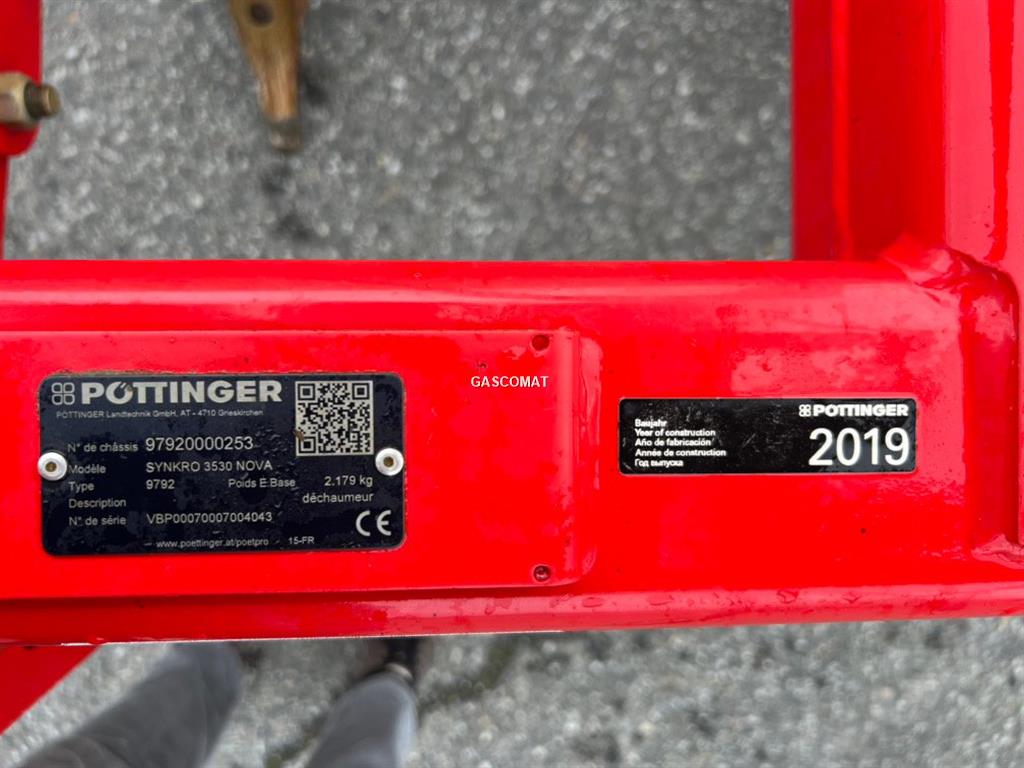 PÖTTINGER
PÖTTINGER Landtechnik GmbH, AT - 4710 Grieskirchen
N° de châssis 97920000253
Modèle SYNKRO 3530 NOVA
Type 9792 Poids E.Base 2.179 kg
Description déchaumeur
N° de série VBP00070007004043
CE
www.poettinger.at/poetpro 15-FR
GASCOMAT
PÖTTINGER
Baujahr
Year of construction
Año de fabricación
Année de construction
Год выпуска
2019